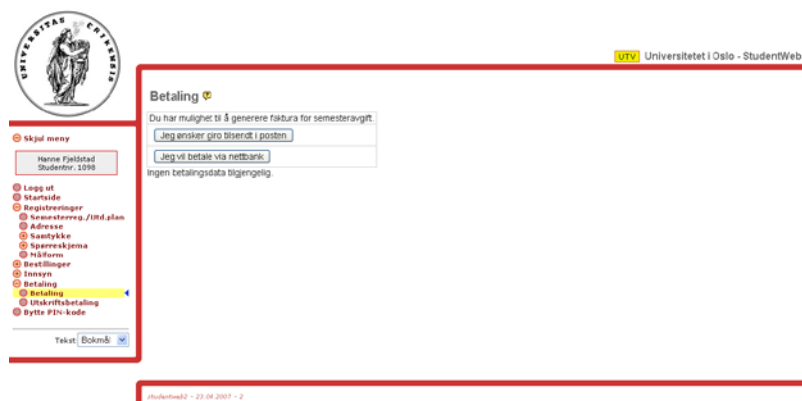 UNIVERSITAS CRIKENSIS
UTV Universitetet i Oslo - StudentWeb
Betaling
Du har mulighet til å generere faktura for semesteravgift.
Jeg ønsker giro tilsendt i posten
Jeg vil betale via nettbank
Ingen betalingsdata tilgjengelig.
Skjul meny
Hanne Fjeldstad
Studentnr. 1098
Logg ut
Startside
Registreringer
Semesterreg./Utd.plan
Adresse
Samtykke
Spørreskjema
Målform
Bestillinger
Innsyn
Betaling
Betaling
Utskriftsbetaling
Bytte PIN-kode
Tekst Bokmål
studentweb2 - 23.04.2007 - 2